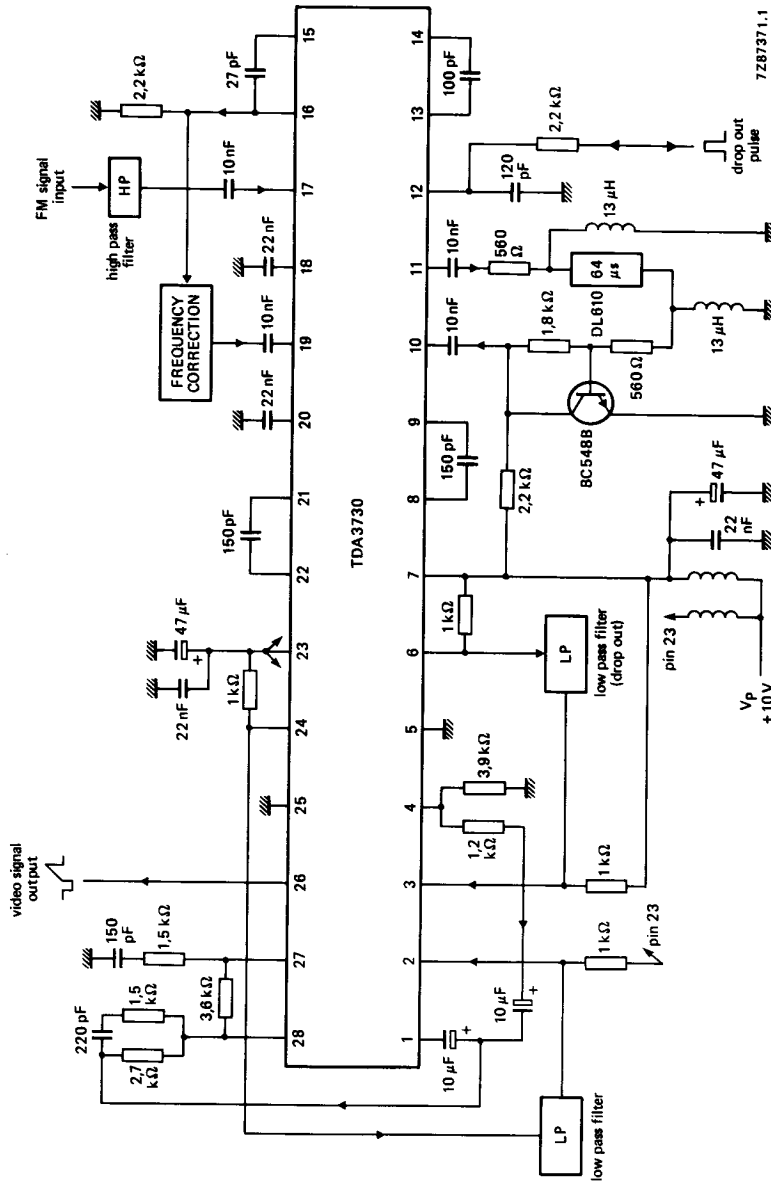 7Z87371.1
FM signal
input
HP
high pass
filter
video signal
output
FREQUENCY
CORRECTION
220 pF
2,7
kΩ
1,5
kΩ
150
pF
1,5 kΩ
3,6 kΩ
22nF
47 µF
+
1 kΩ
150pF
22 nF
10 nF
22 nF
10 nF
2,2 kΩ
27 pF
28
27
26
25
24
23
22
21
20
19
18
17
16
15
TDA3730
1
2
3
4
5
6
7
8
9
10
11
12
13
14
10 µF
+
10 µF
+
1,2
kΩ
3,9 kΩ
1 kΩ
150 pF
2,2 kΩ
10 nF
1,8 kΩ
560 Ω
BC548B
10 nF
560
Ω
64
µs
DL610
13 µH
13 µH
120
pF
2,2 kΩ
100 pF
drop out
pulse
LP
low pass filter
1 kΩ
pin 23
1 kΩ
LP
low pass filter
(drop out)
pin 23
VP
+10 V
22
nF
+
47 µF